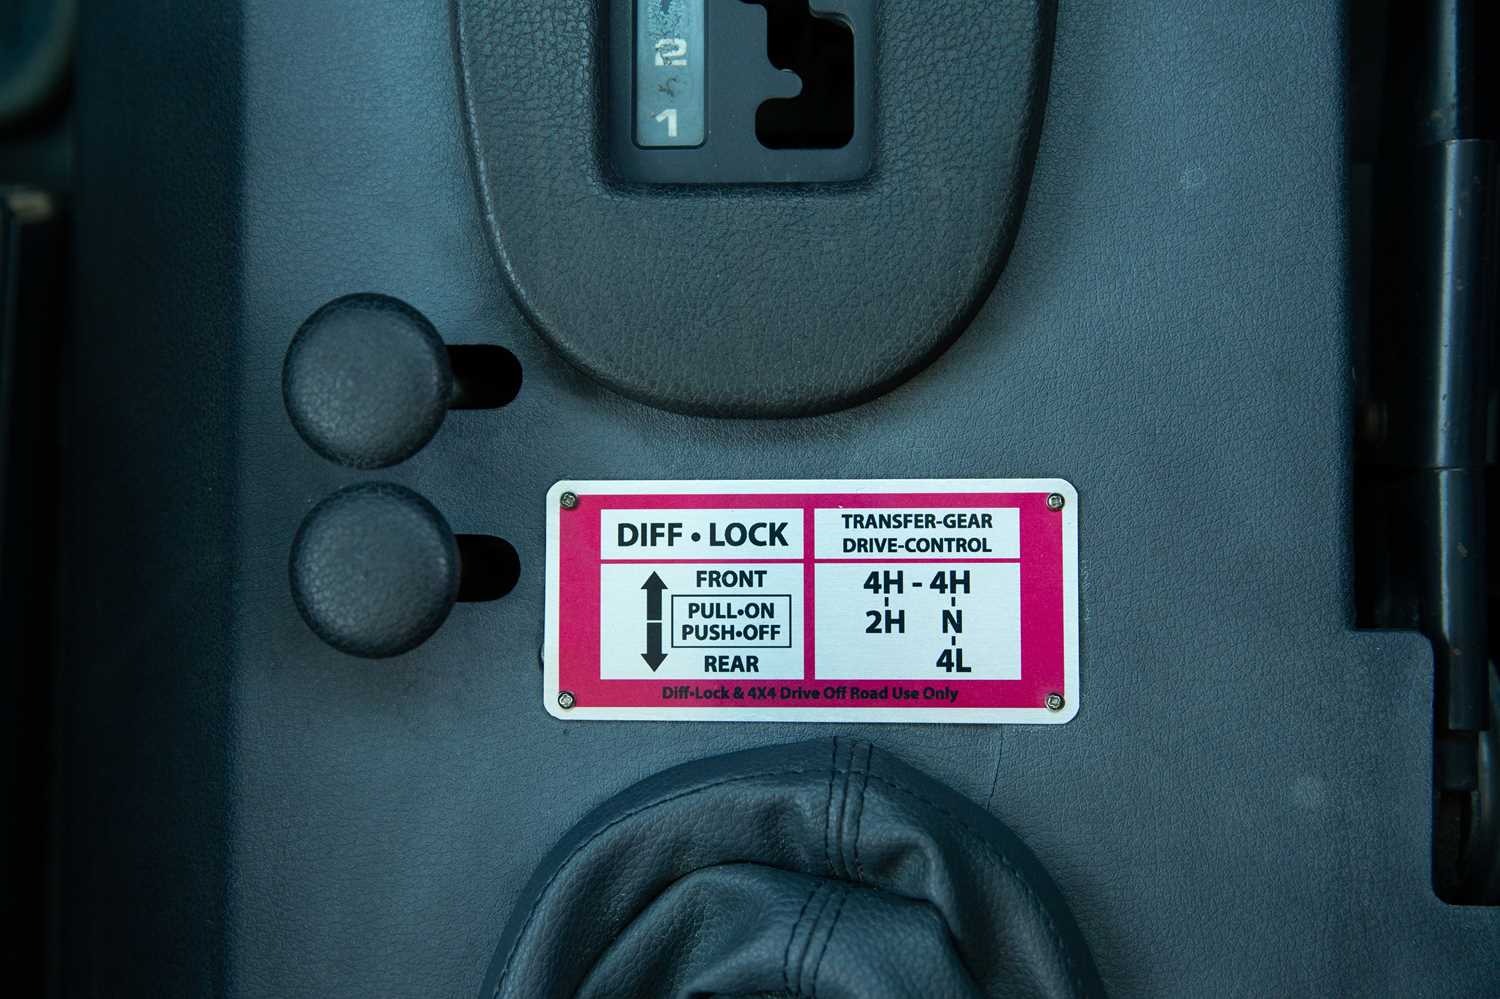 2
1
DIFF • LOCK
FRONT
PULL•ON
PUSH•OFF
REAR
TRANSFER-GEAR
DRIVE-CONTROL
4H - 4H
2H N
4L
Diff•Lock & 4X4 Drive Off Road Use Only